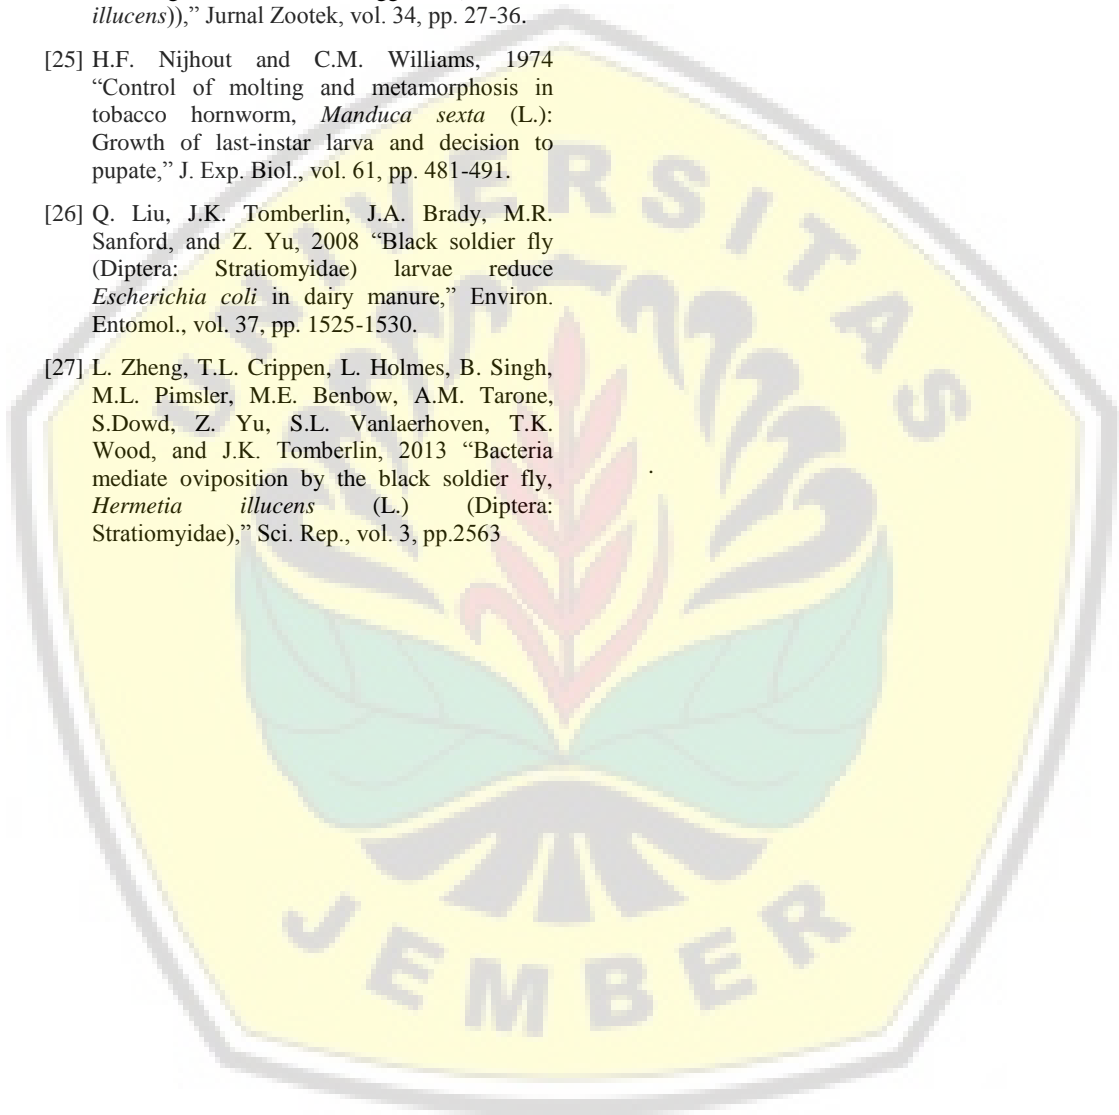 illucens)),” Jurnal Zootek, vol. 34, pp. 27-36.
[25] H.F. Nijhout and C.M. Williams, 1974
“Control of molting and metamorphosis in
tobacco hornworm, Manduca sexta (L.):
Growth of last-instar larva and decision to
pupate,” J. Exp. Biol., vol. 61, pp. 481-491.
[26] Q. Liu, J.K. Tomberlin, J.A. Brady, M.R.
Sanford, and Z. Yu, 2008 “Black soldier fly
(Diptera: Stratiomyidae) larvae reduce
Escherichia coli in dairy manure,” Environ.
Entomol., vol. 37, pp. 1525-1530.
[27] L. Zheng, T.L. Crippen, L. Holmes, B. Singh,
M.L. Pimsler, M.E. Benbow, A.M. Tarone,
S.Dowd, Z. Yu, S.L. Vanlaerhoven, T.K.
Wood, and J.K. Tomberlin, 2013 “Bacteria
mediate oviposition by the black soldier fly,
Hermetia illucens (L.) (Diptera:
Stratiomyidae),” Sci. Rep., vol. 3, pp.2563
.
UNIVERSITAS
JEMBER